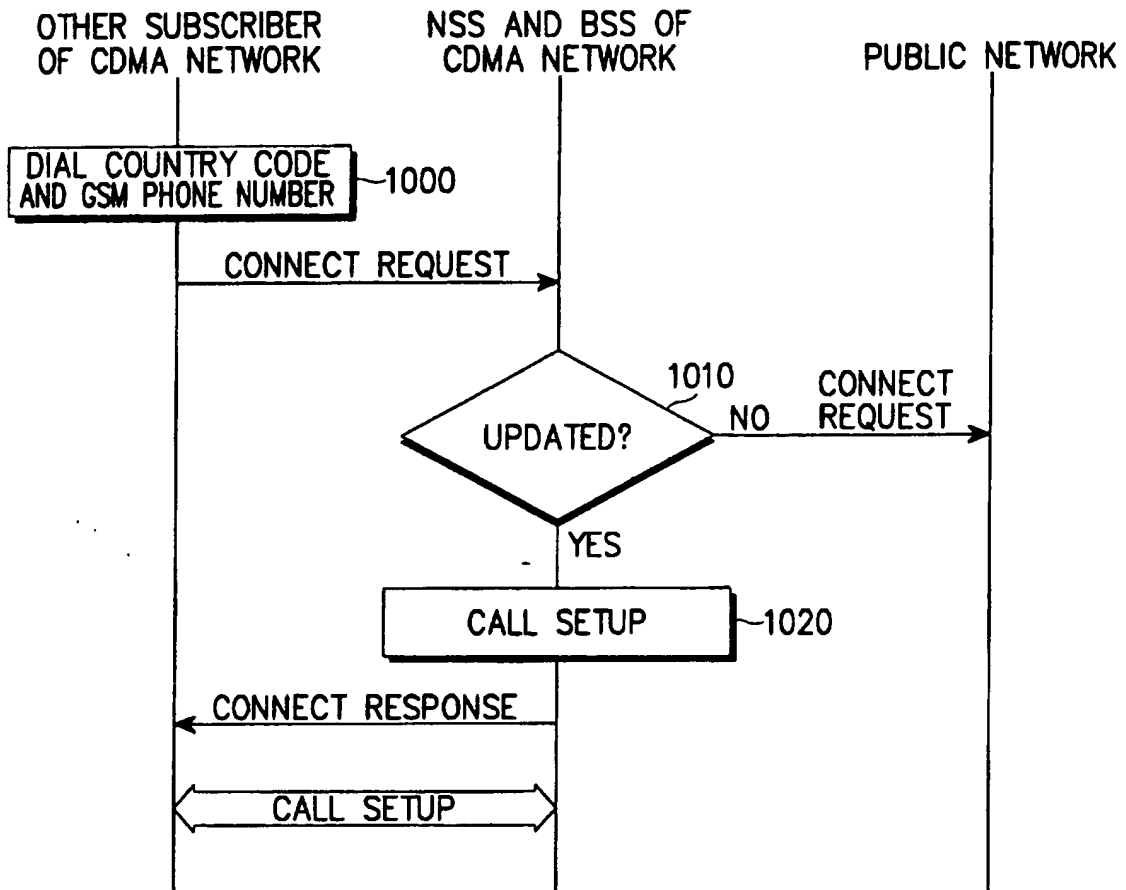 OTHER SUBSCRIBER
OF CDMA NETWORK
NSS AND BSS OF
CDMA NETWORK
PUBLIC NETWORK
DIAL COUNTRY CODE
AND GSM PHONE NUMBER
1000
CONNECT REQUEST
1010
UPDATED?
NO
CONNECT
REQUEST
YES
CALL SETUP
1020
CONNECT RESPONSE
CALL SETUP